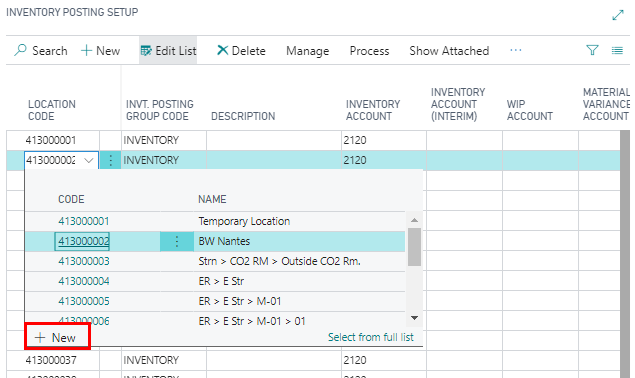 INVENTORY POSTING SETUP
Search New Edit List Delete Manage Process Show Attached ...
LOCATION CODE INVT. POSTING GROUP CODE DESCRIPTION INVENTORY ACCOUNT INVENTORY ACCOUNT (INTERIM) WIP ACCOUNT MATERIAL VARIANCE ACCOUNT
413000001 INVENTORY 2120
413000002 INVENTORY 2120
CODE NAME
413000001 Temporary Location
413000002 BW Nantes
413000003 Strn > CO2 RM > Outside CO2 Rm.
413000004 ER > E Str
413000005 ER > E Str > M-01
413000006 ER > E Str > M-01 > 01
New Select from full list
413000037 INVENTORY 2120